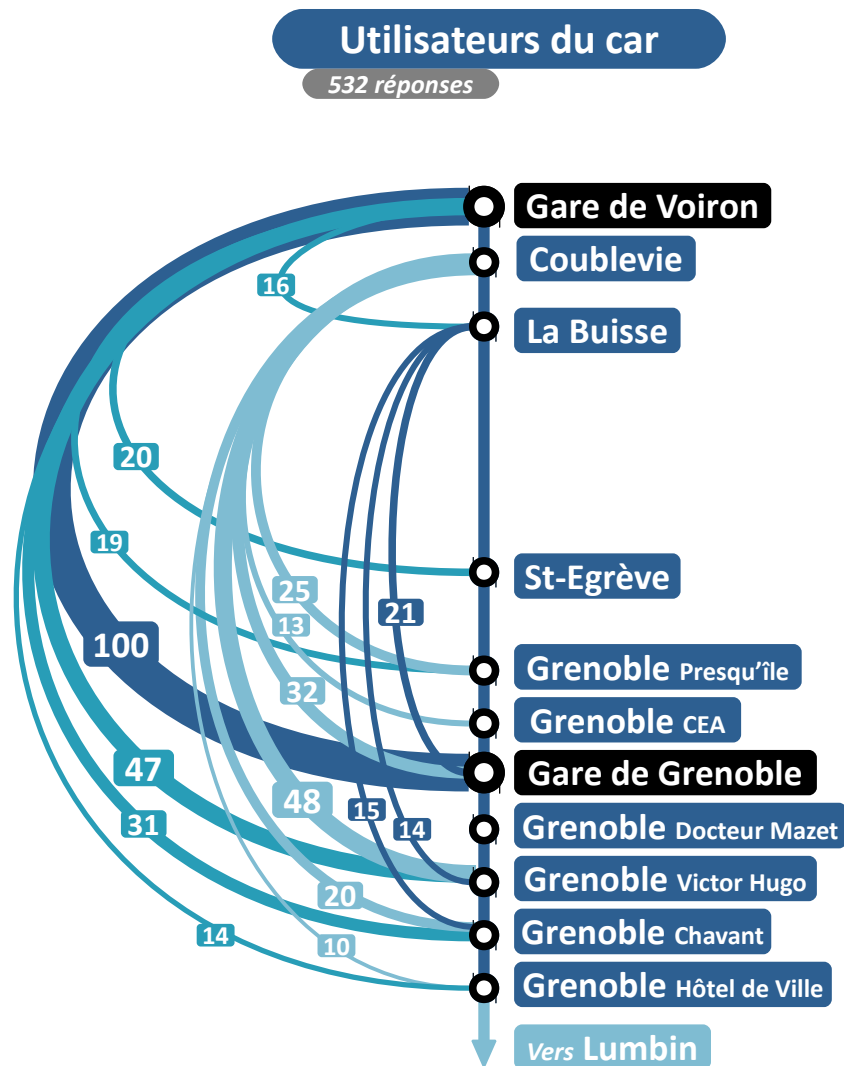 Utilisateurs du car
532 réponses
Gare de Voiron
Coublevie
16
La Buisse
20
19
St-Egrève
25
21
13
100
Grenoble Presqu'île
32
Grenoble CEA
47
Gare de Grenoble
48
15
31
14
Grenoble Docteur Mazet
Grenoble Victor Hugo
20
14
10
Grenoble Chavant
Grenoble Hôtel de Ville
Vers Lumbin